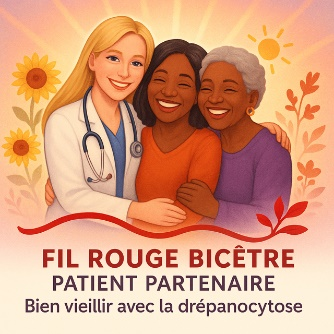 FIL ROUGE BICÊTRE
PATIENT PARTENAIRE
Bien vieillir avec la drépanocytose